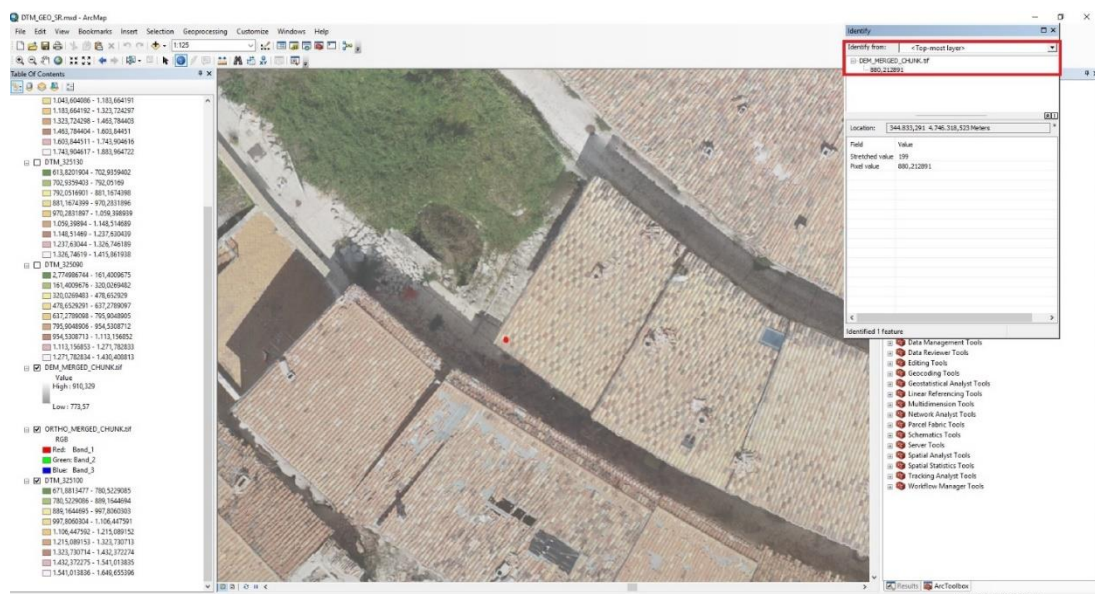 DTM_GEO_SR.mxd - ArcMap
File Edit View Bookmarks Insert Selection Geoprocessing Customize Windows Help
1:125
Table Of Contents
1.043,604086 - 1.183,664191
1.183,664192 - 1.323,724297
1.323,724298 - 1.463,784403
1.463,784404 - 1.603,84451
1.603,844511 - 1.743,904616
1.743,904617 - 1.883,964722
DTM_325130
613,8201904 - 702,9359402
702,9359403 - 792,05169
792,0516901 - 881,1674398
881,1674399 - 970,2831896
970,2831897 - 1.059,398939
1.059,39894 - 1.148,514689
1.148,51469 - 1.237,630439
1.237,63044 - 1.326,746189
1.326,74619 - 1.415,861938
DTM_325090
2,774986744 - 161,4009675
161,4009676 - 320,0269482
320,0269483 - 478,652929
478,6529291 - 637,2789097
637,2789098 - 795,9048905
795,9048906 - 954,5308712
954,5308713 - 1.113,156852
1.113,156853 - 1.271,782833
1.271,782834 - 1.430,408813
DEM_MERGED_CHUNK.tif
Value
High : 910,329
Low : 773,57
ORTHO_MERGED_CHUNK.tif
RGB
Red: Band_1
Green: Band_2
Blue: Band_3
DTM_325100
671,8813477 - 780,5229085
780,5229086 - 889,1644694
889,1644695 - 997,8060303
997,8060304 - 1.106,447591
1.106,447592 - 1.215,089152
1.215,089153 - 1.323,730713
1.323,730714 - 1.432,372274
1.432,372275 - 1.541,013835
1.541,013836 - 1.649,655396
Identify
Identify from: <Top-most layer>
DEM_MERGED_CHUNK.tif
880,212891
Location: 344.833,291 4.746.318,523 Meters
Field Value
Stretched value 199
Pixel value 880,212891
Identified 1 feature
Data Management Tools
Data Reviewer Tools
Editing Tools
Geocoding Tools
Geostatistical Analyst Tools
Linear Referencing Tools
Multidimension Tools
Network Analyst Tools
Parcel Fabric Tools
Schematics Tools
Server Tools
Spatial Analyst Tools
Spatial Statistics Tools
Tracking Analyst Tools
Workflow Manager Tools
Results ArcToolbox